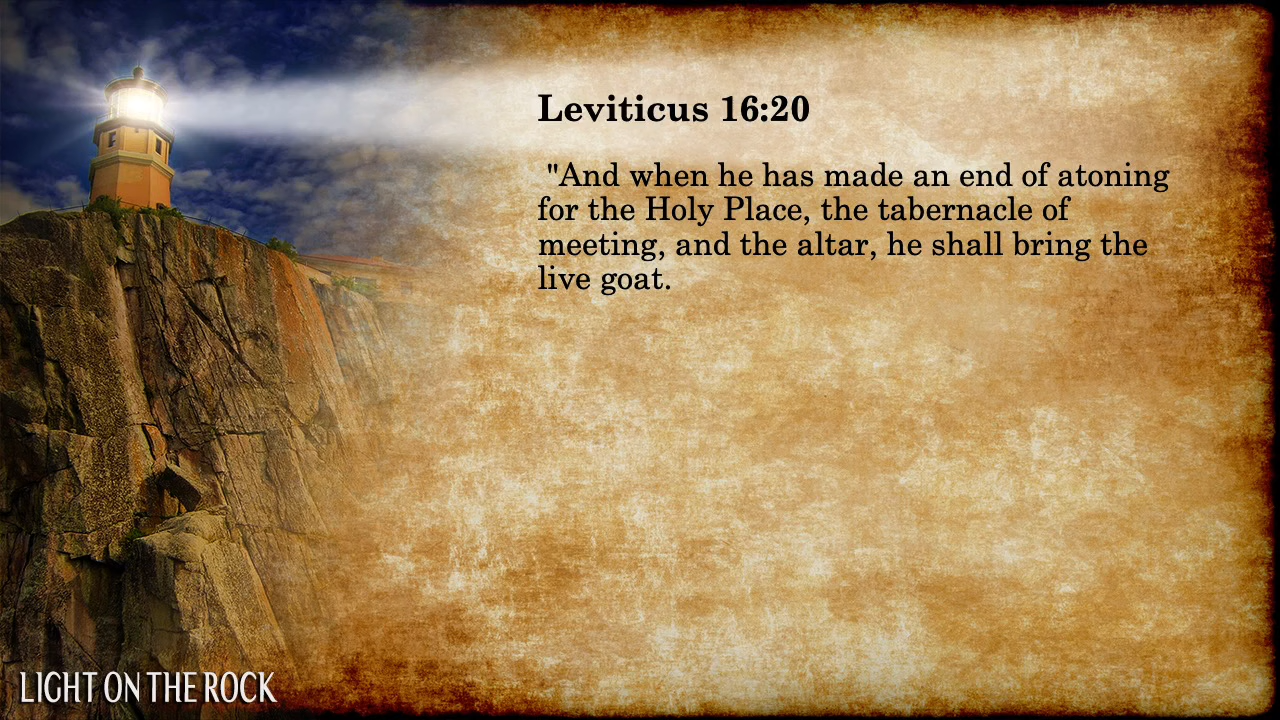 Leviticus 16:20
"And when he has made an end of atoning
for the Holy Place, the tabernacle of
meeting, and the altar, he shall bring the
live goat.
LIGHT ON THE ROCK